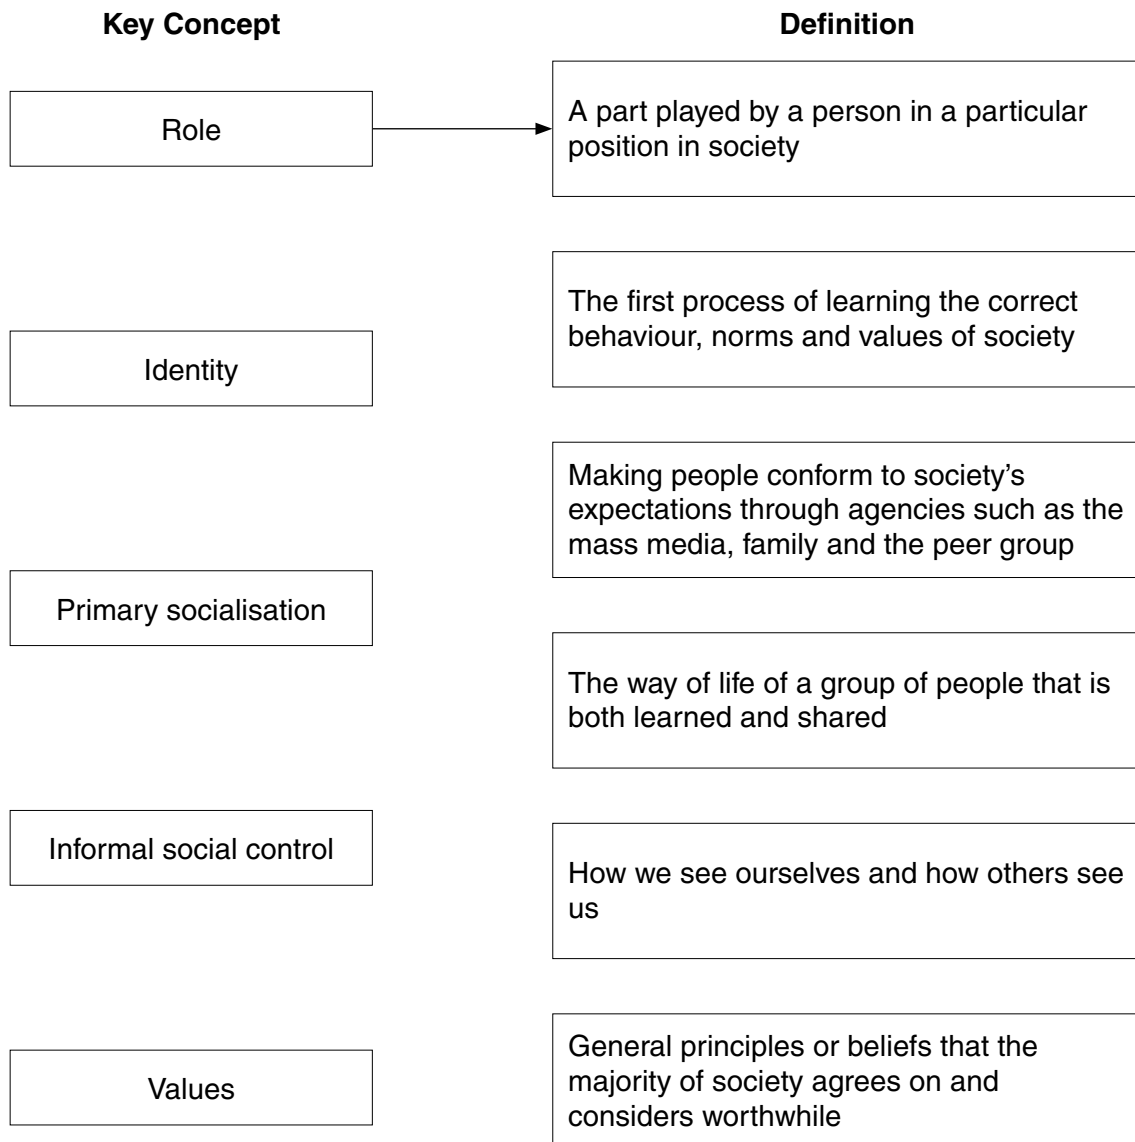 Key Concept
Definition
Role
A part played by a person in a particular
position in society
The first process of learning the correct
behaviour, norms and values of society
Identity
Making people conform to society’s
expectations through agencies such as the
mass media, family and the peer group
Primary socialisation
The way of life of a group of people that is
both learned and shared
Informal social control
How we see ourselves and how others see
us
Values
General principles or beliefs that the
majority of society agrees on and
considers worthwhile